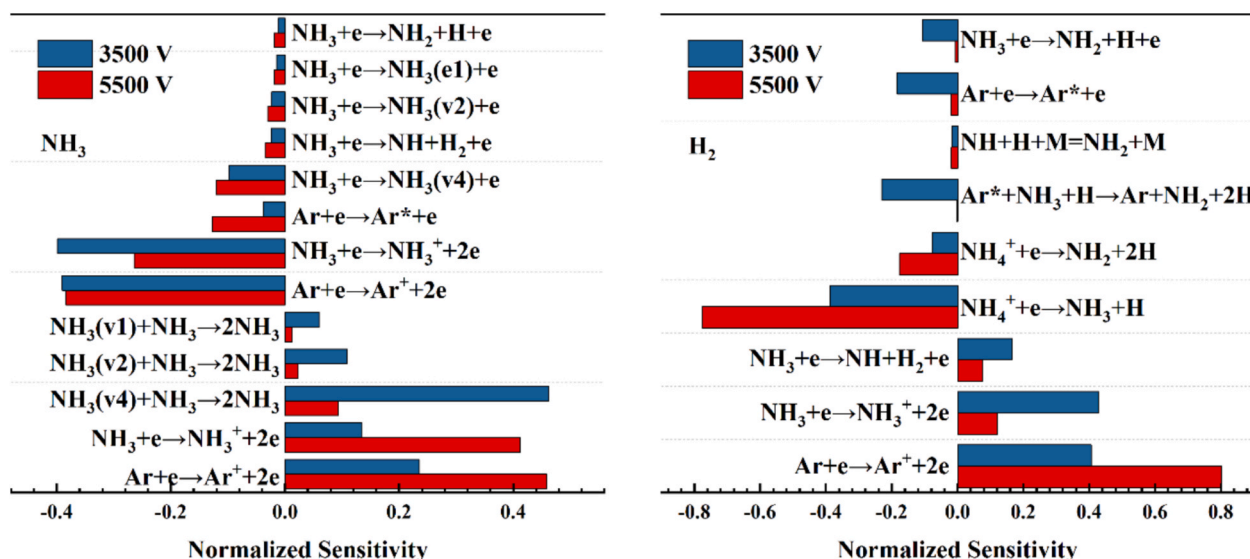 3500 V
5500 V
NH₃
NH₃+e→NH₂+H+e
NH₃+e→NH₃(e1)+e
NH₃+e→NH₃(v2)+e
NH₃+e→NH+H₂+e
NH₃+e→NH₃(v4)+e
Ar+e→Ar*+e
NH₃+e→NH₃⁺+2e
Ar+e→Ar⁺+2e
NH₃(v1)+NH₃→2NH₃
NH₃(v2)+NH₃→2NH₃
NH₃(v4)+NH₃→2NH₃
NH₃+e→NH₃⁺+2e
Ar+e→Ar⁺+2e
-0.4 -0.2 0.0 0.2 0.4
Normalized Sensitivity
3500 V
5500 V
H₂
NH₃+e→NH₂+H+e
Ar+e→Ar*+e
NH+H+M=NH₂+M
Ar*+NH₃+H→Ar+NH₂+2H
NH₄⁺+e→NH₂+2H
NH₄⁺+e→NH₃+H
NH₃+e→NH+H₂+e
NH₃+e→NH₃⁺+2e
Ar+e→Ar⁺+2e
-0.8 -0.6 -0.4 -0.2 0.0 0.2 0.4 0.6 0.8
Normalized Sensitivity